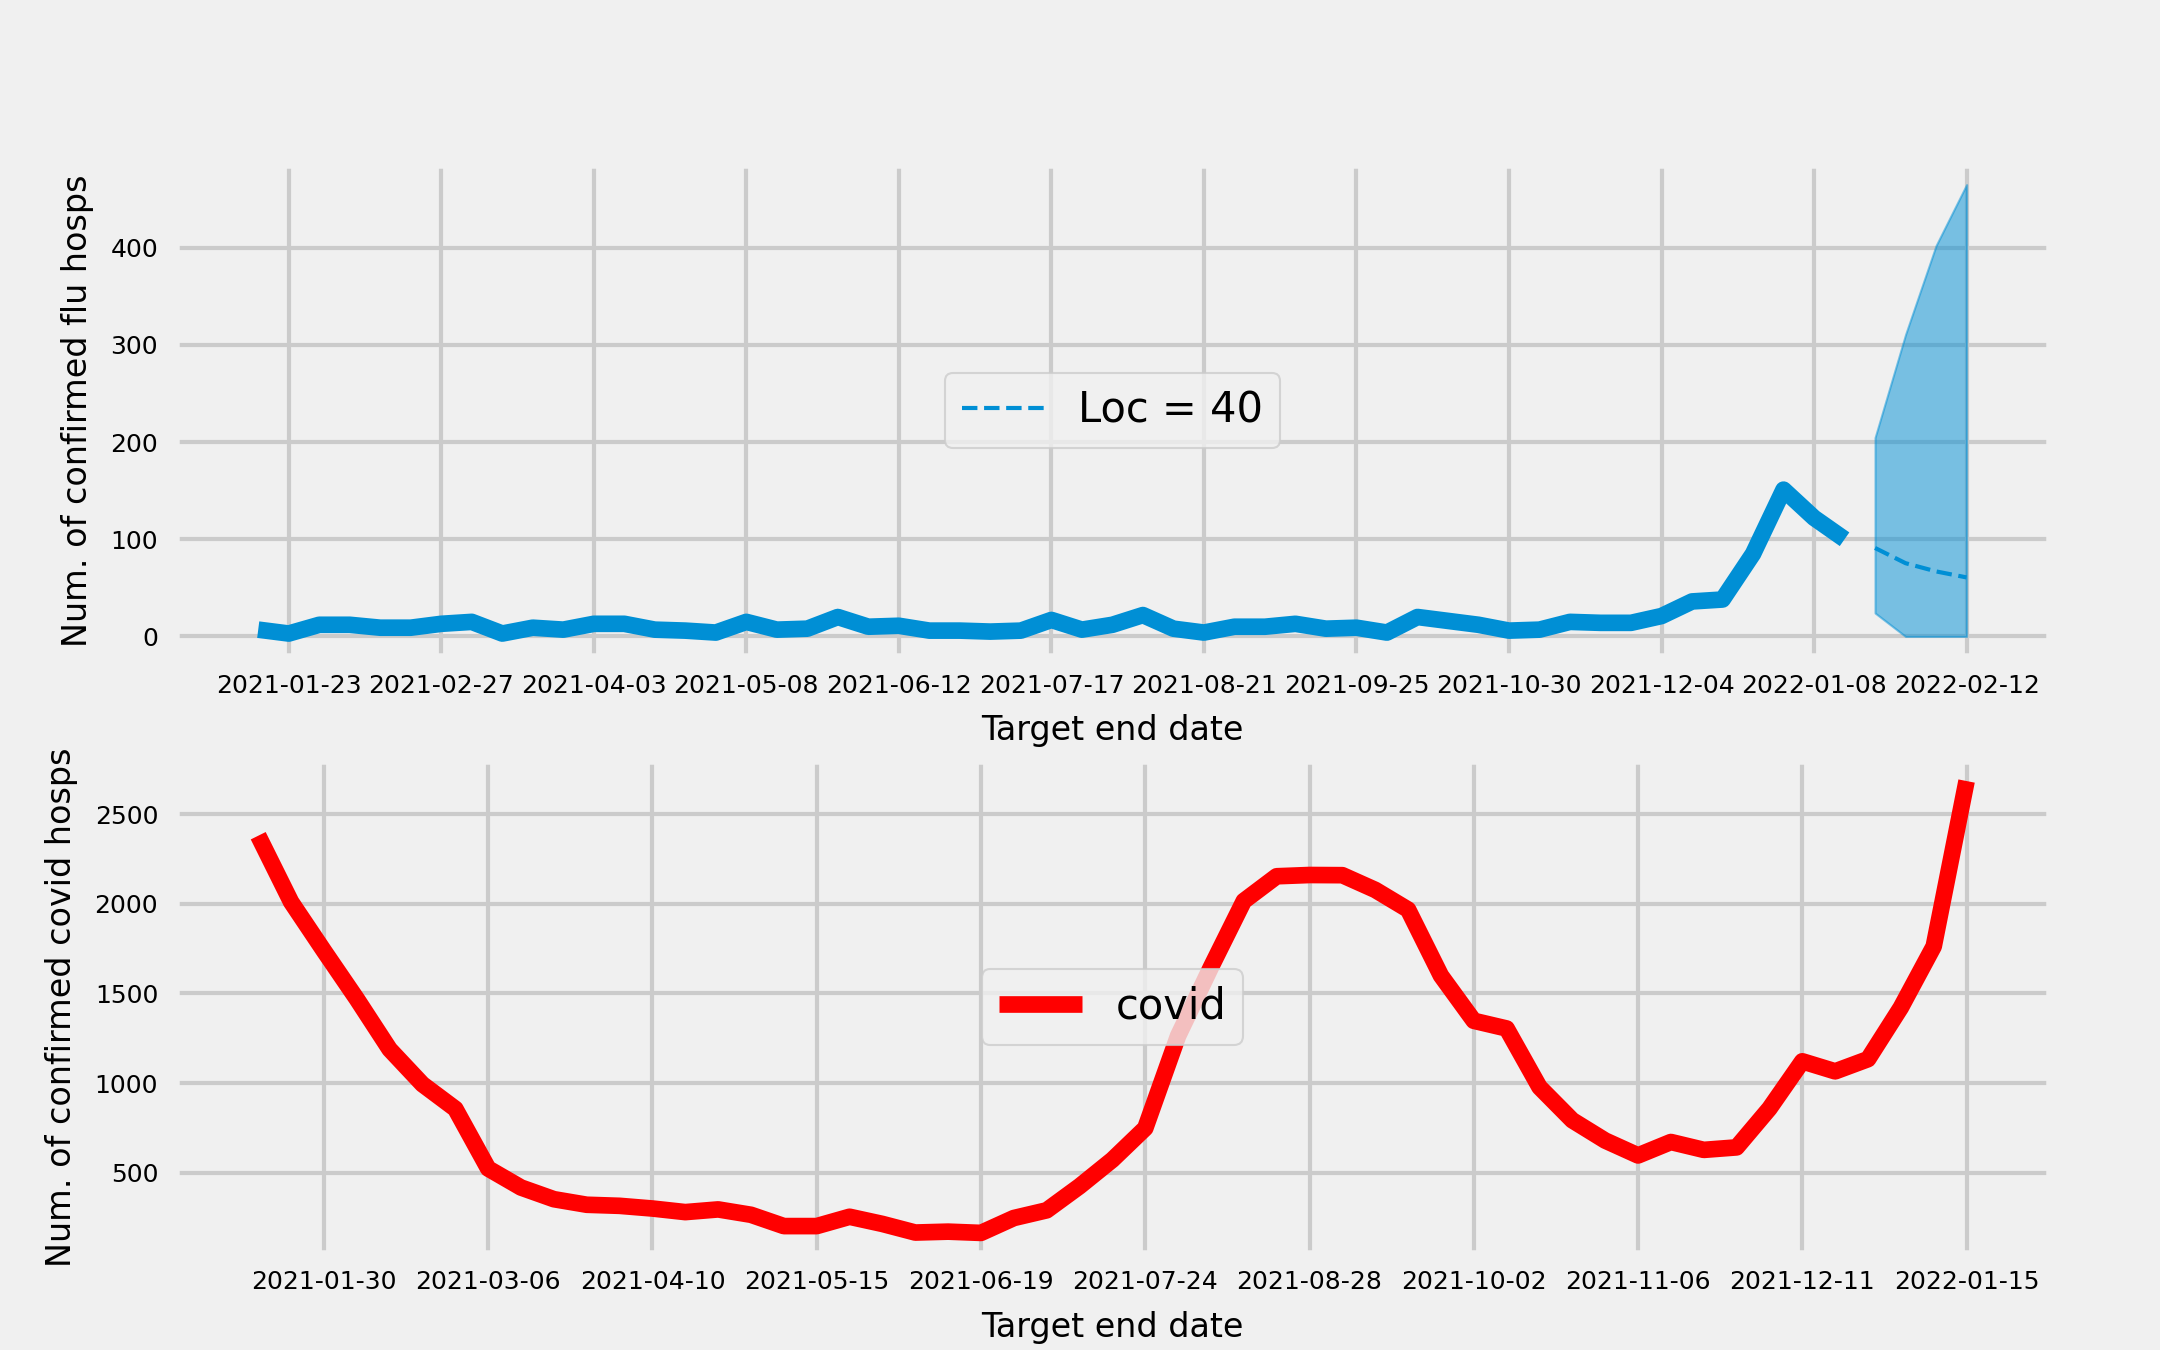 Num. of confirmed flu hosps
400
300
200
100
0
Loc = 40
2021-01-23 2021-02-27 2021-04-03 2021-05-08 2021-06-12 2021-07-17 2021-08-21 2021-09-25 2021-10-30 2021-12-04 2022-01-08 2022-02-12
Target end date
Num. of confirmed covid hosps
2500
2000
1500
1000
500
covid
2021-01-30 2021-03-06 2021-04-10 2021-05-15 2021-06-19 2021-07-24 2021-08-28 2021-10-02 2021-11-06 2021-12-11 2022-01-15
Target end date